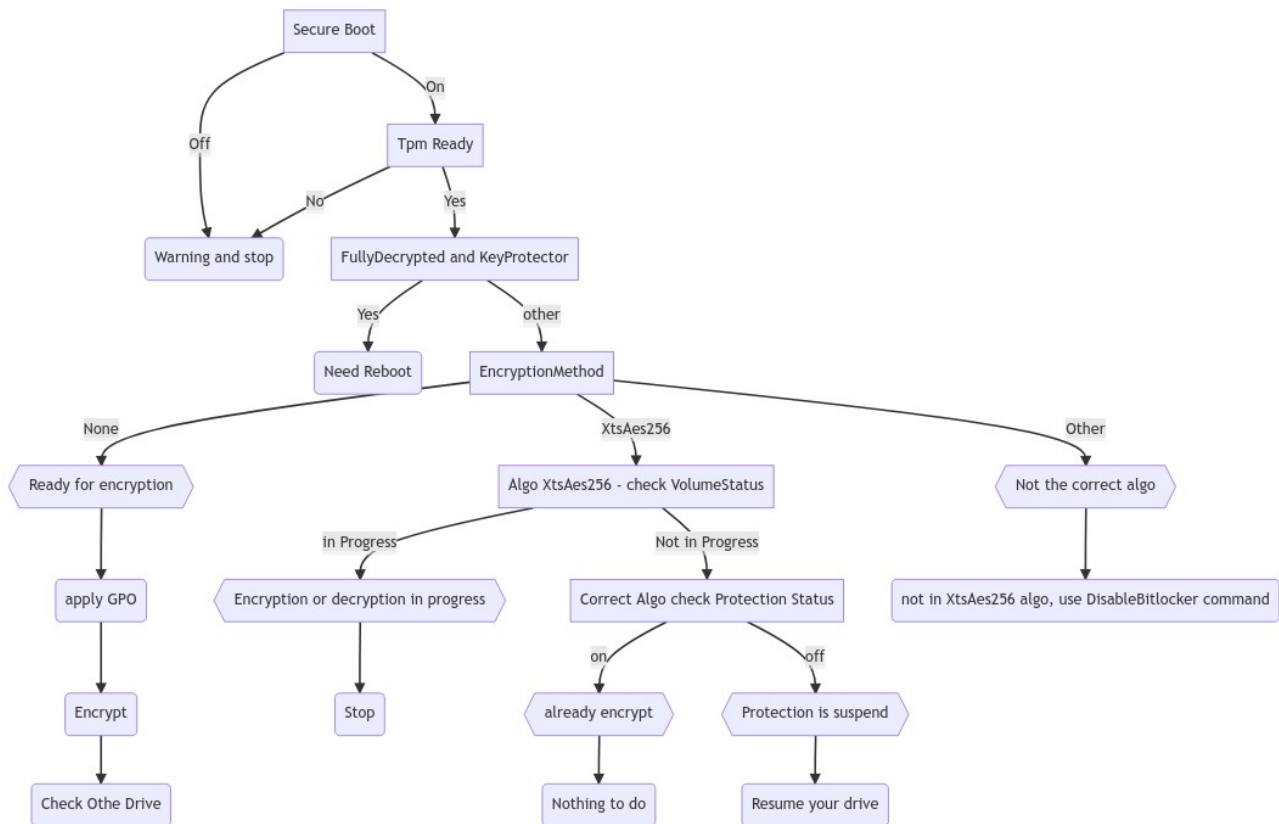 Secure Boot
On
Off
Tpm Ready
No
Yes
Warning and stop
FullyDecrypted and KeyProtector
Yes
other
Need Reboot
EncryptionMethod
None
XtsAes256
Other
Ready for encryption
Algo XtsAes256 - check VolumeStatus
Not the correct algo
in Progress
Not in Progress
apply GPO
Encryption or decryption in progress
Correct Algo check Protection Status
not in XtsAes256 algo, use DisableBitlocker command
on
off
Encrypt
Stop
already encrypt
Protection is suspend
Check Othe Drive
Nothing to do
Resume your drive